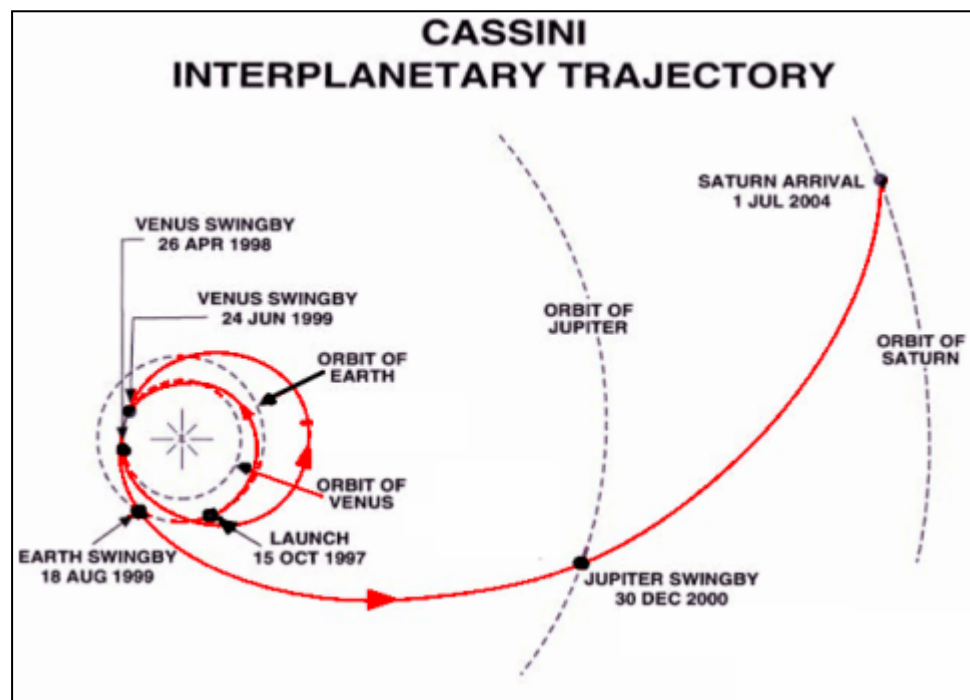 CASSINI
INTERPLANETARY TRAJECTORY
SATURN ARRIVAL
1 JUL 2004
VENUS SWINGBY
26 APR 1998
VENUS SWINGBY
24 JUN 1999
ORBIT OF
JUPITER
ORBIT OF
SATURN
ORBIT OF
EARTH
ORBIT OF
VENUS
LAUNCH
15 OCT 1997
EARTH SWINGBY
18 AUG 1999
JUPITER SWINGBY
30 DEC 2000